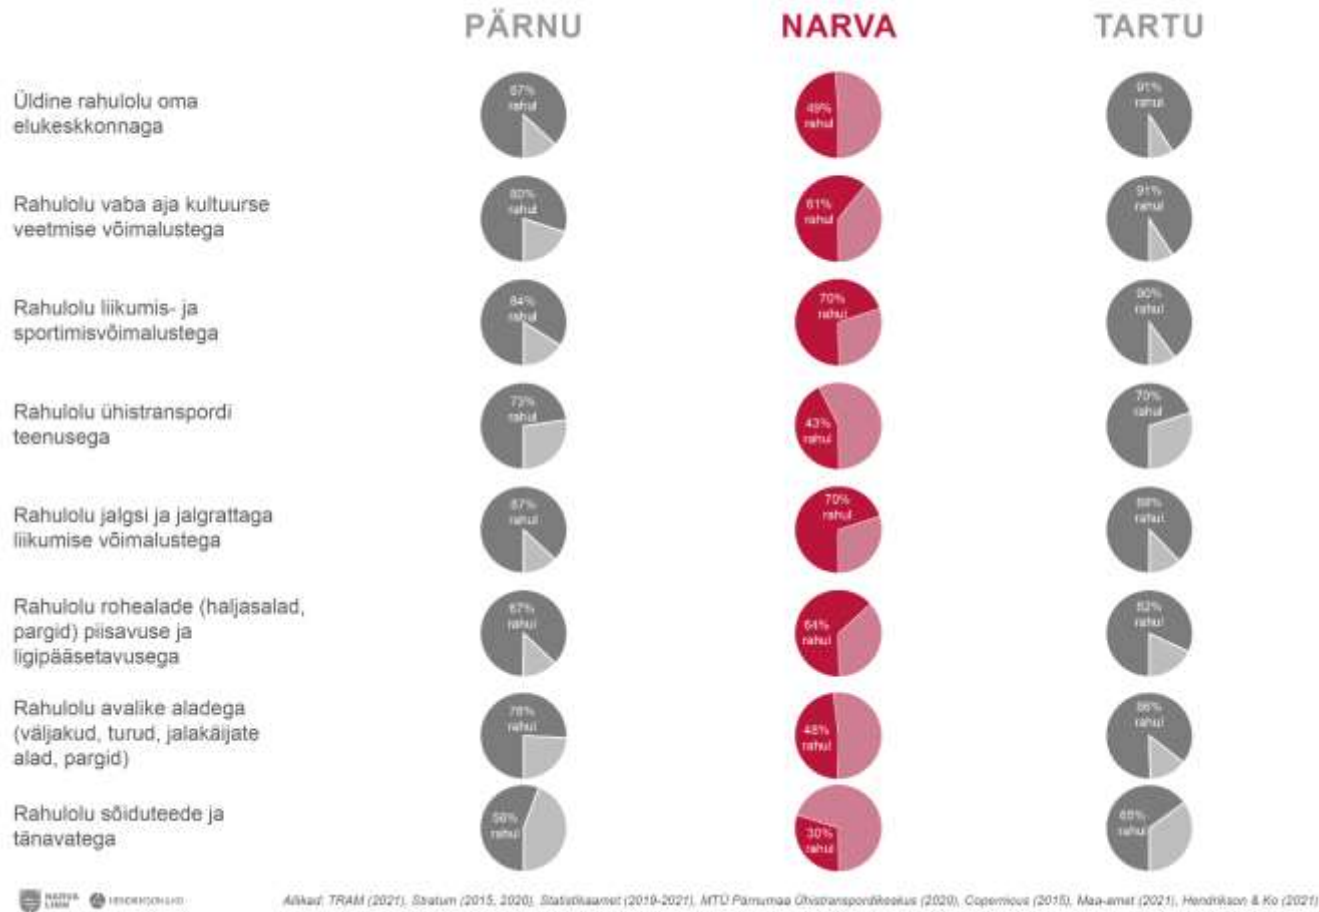 PÄRNU NARVA TARTU
Üldine rahulolu oma
elukeskkonnaga
87%
rahul
49%
rahul
91%
rahul
Rahulolu vaba aja kultuurse
veetmise võimalustega
80%
rahul
61%
rahul
91%
rahul
Rahulolu liikumis- ja
sportimisvõimalustega
84%
rahul
70%
rahul
90%
rahul
Rahulolu ühistranspordi
teenusega
73%
rahul
43%
rahul
70%
rahul
Rahulolu jalgsi ja jalgrattaga
liikumise võimalustega
87%
rahul
70%
rahul
88%
rahul
Rahulolu rohealade (haljasalad,
pargid) piisavuse ja
ligipääsetavusega
87%
rahul
64%
rahul
82%
rahul
Rahulolu avalike aladega
(väljakud, turud, jalakäijate
alad, pargid)
rahul
48%
rahul
86%
rahul
Rahulolu sõiduteede ja
tänavatega
rahul
30%
rahul
65%
rahul
NARVA
LINN
HENDRIKSON & KO
Allikad: TRAM (2021), Stratum (2015, 2020), Statistikaamet (2019-2021), MTÜ Pärnumaa Ühistranspordikeskus (2020), Copernicus (2015), Maa-amet (2021), Hendrikson & Ko (2021)